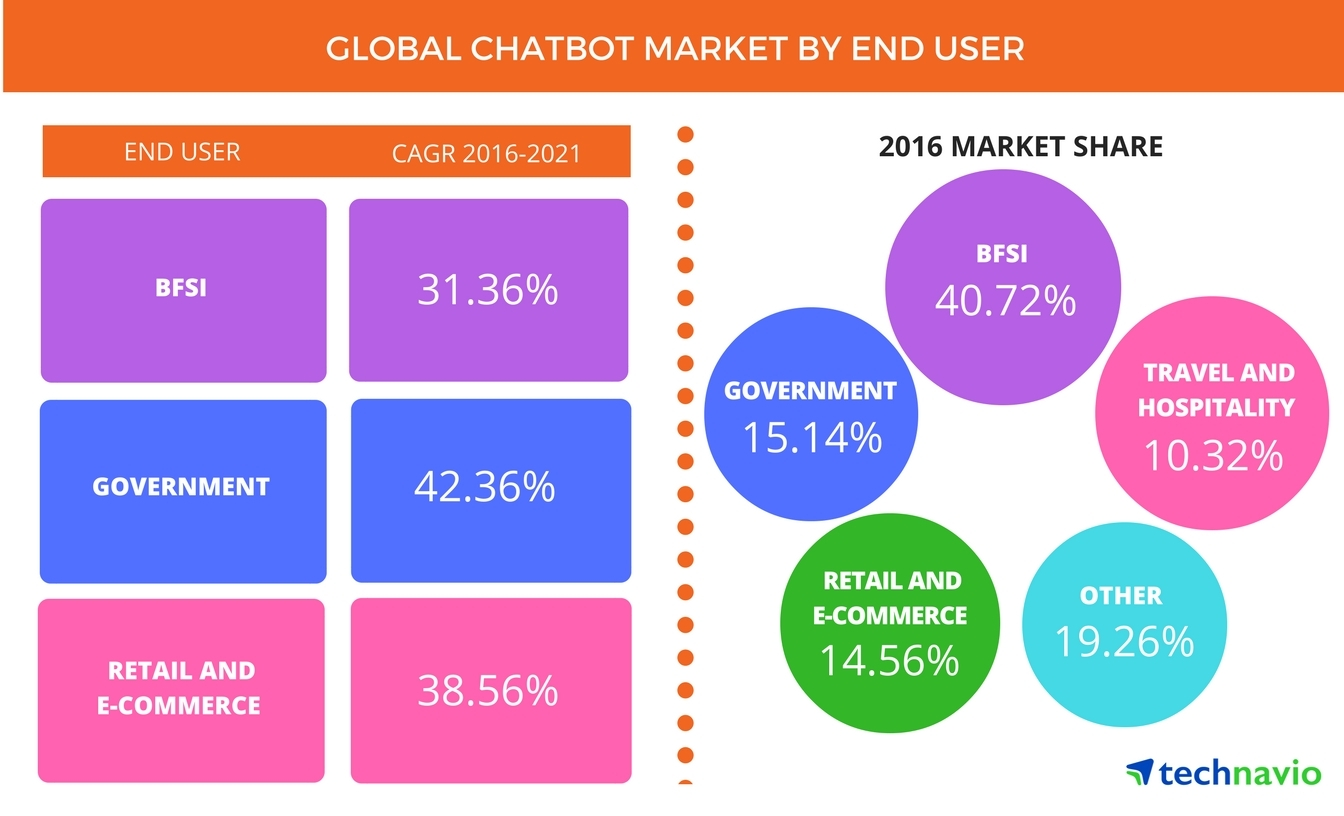 GLOBAL CHATBOT MARKET BY END USER
END USER
CAGR 2016-2021
BFSI
31.36%
GOVERNMENT
42.36%
RETAIL AND
E-COMMERCE
38.56%
2016 MARKET SHARE
BFSI
40.72%
GOVERNMENT
15.14%
TRAVEL AND
HOSPITALITY
10.32%
RETAIL AND
E-COMMERCE
14.56%
OTHER
19.26%
technavio